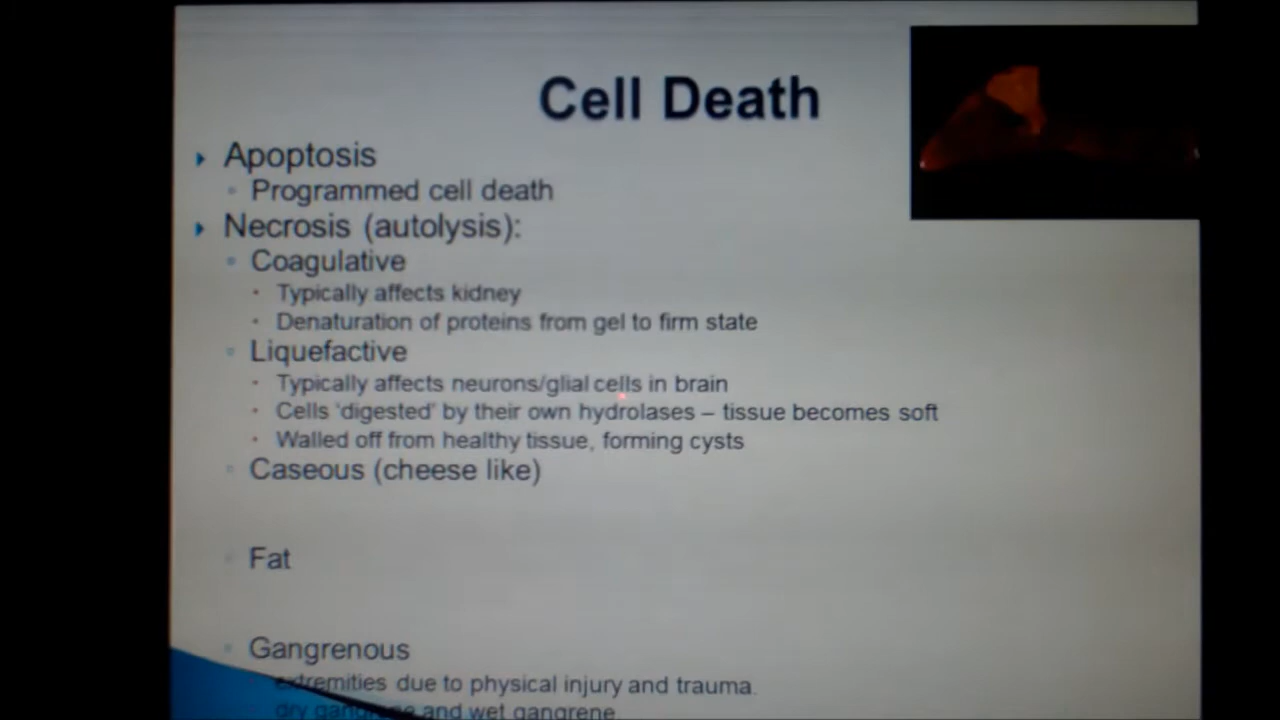 Cell Death
Apoptosis
Programmed cell death
Necrosis (autolysis):
Coagulative
Typically affects kidney
Denaturation of proteins from gel to firm state
Liquefactive
Typically affects neurons/glial cells in brain
Cells 'digested' by their own hydrolases – tissue becomes soft
Walled off from healthy tissue, forming cysts
Caseous (cheese like)
Fat
Gangrenous
extremities due to physical injury and trauma.
dry gangrene and wet gangrene.